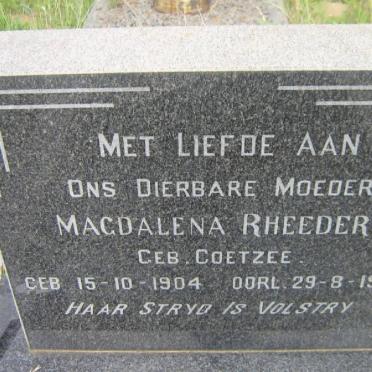 MET LIEFDE AAN
ONS DIERBARE MOEDER
MAGDALENA RHEEDER
GEB. COETZEE.
GEB 15-10-1904 OORL. 29-8-19
HAAR STRYD IS VOLSTRY